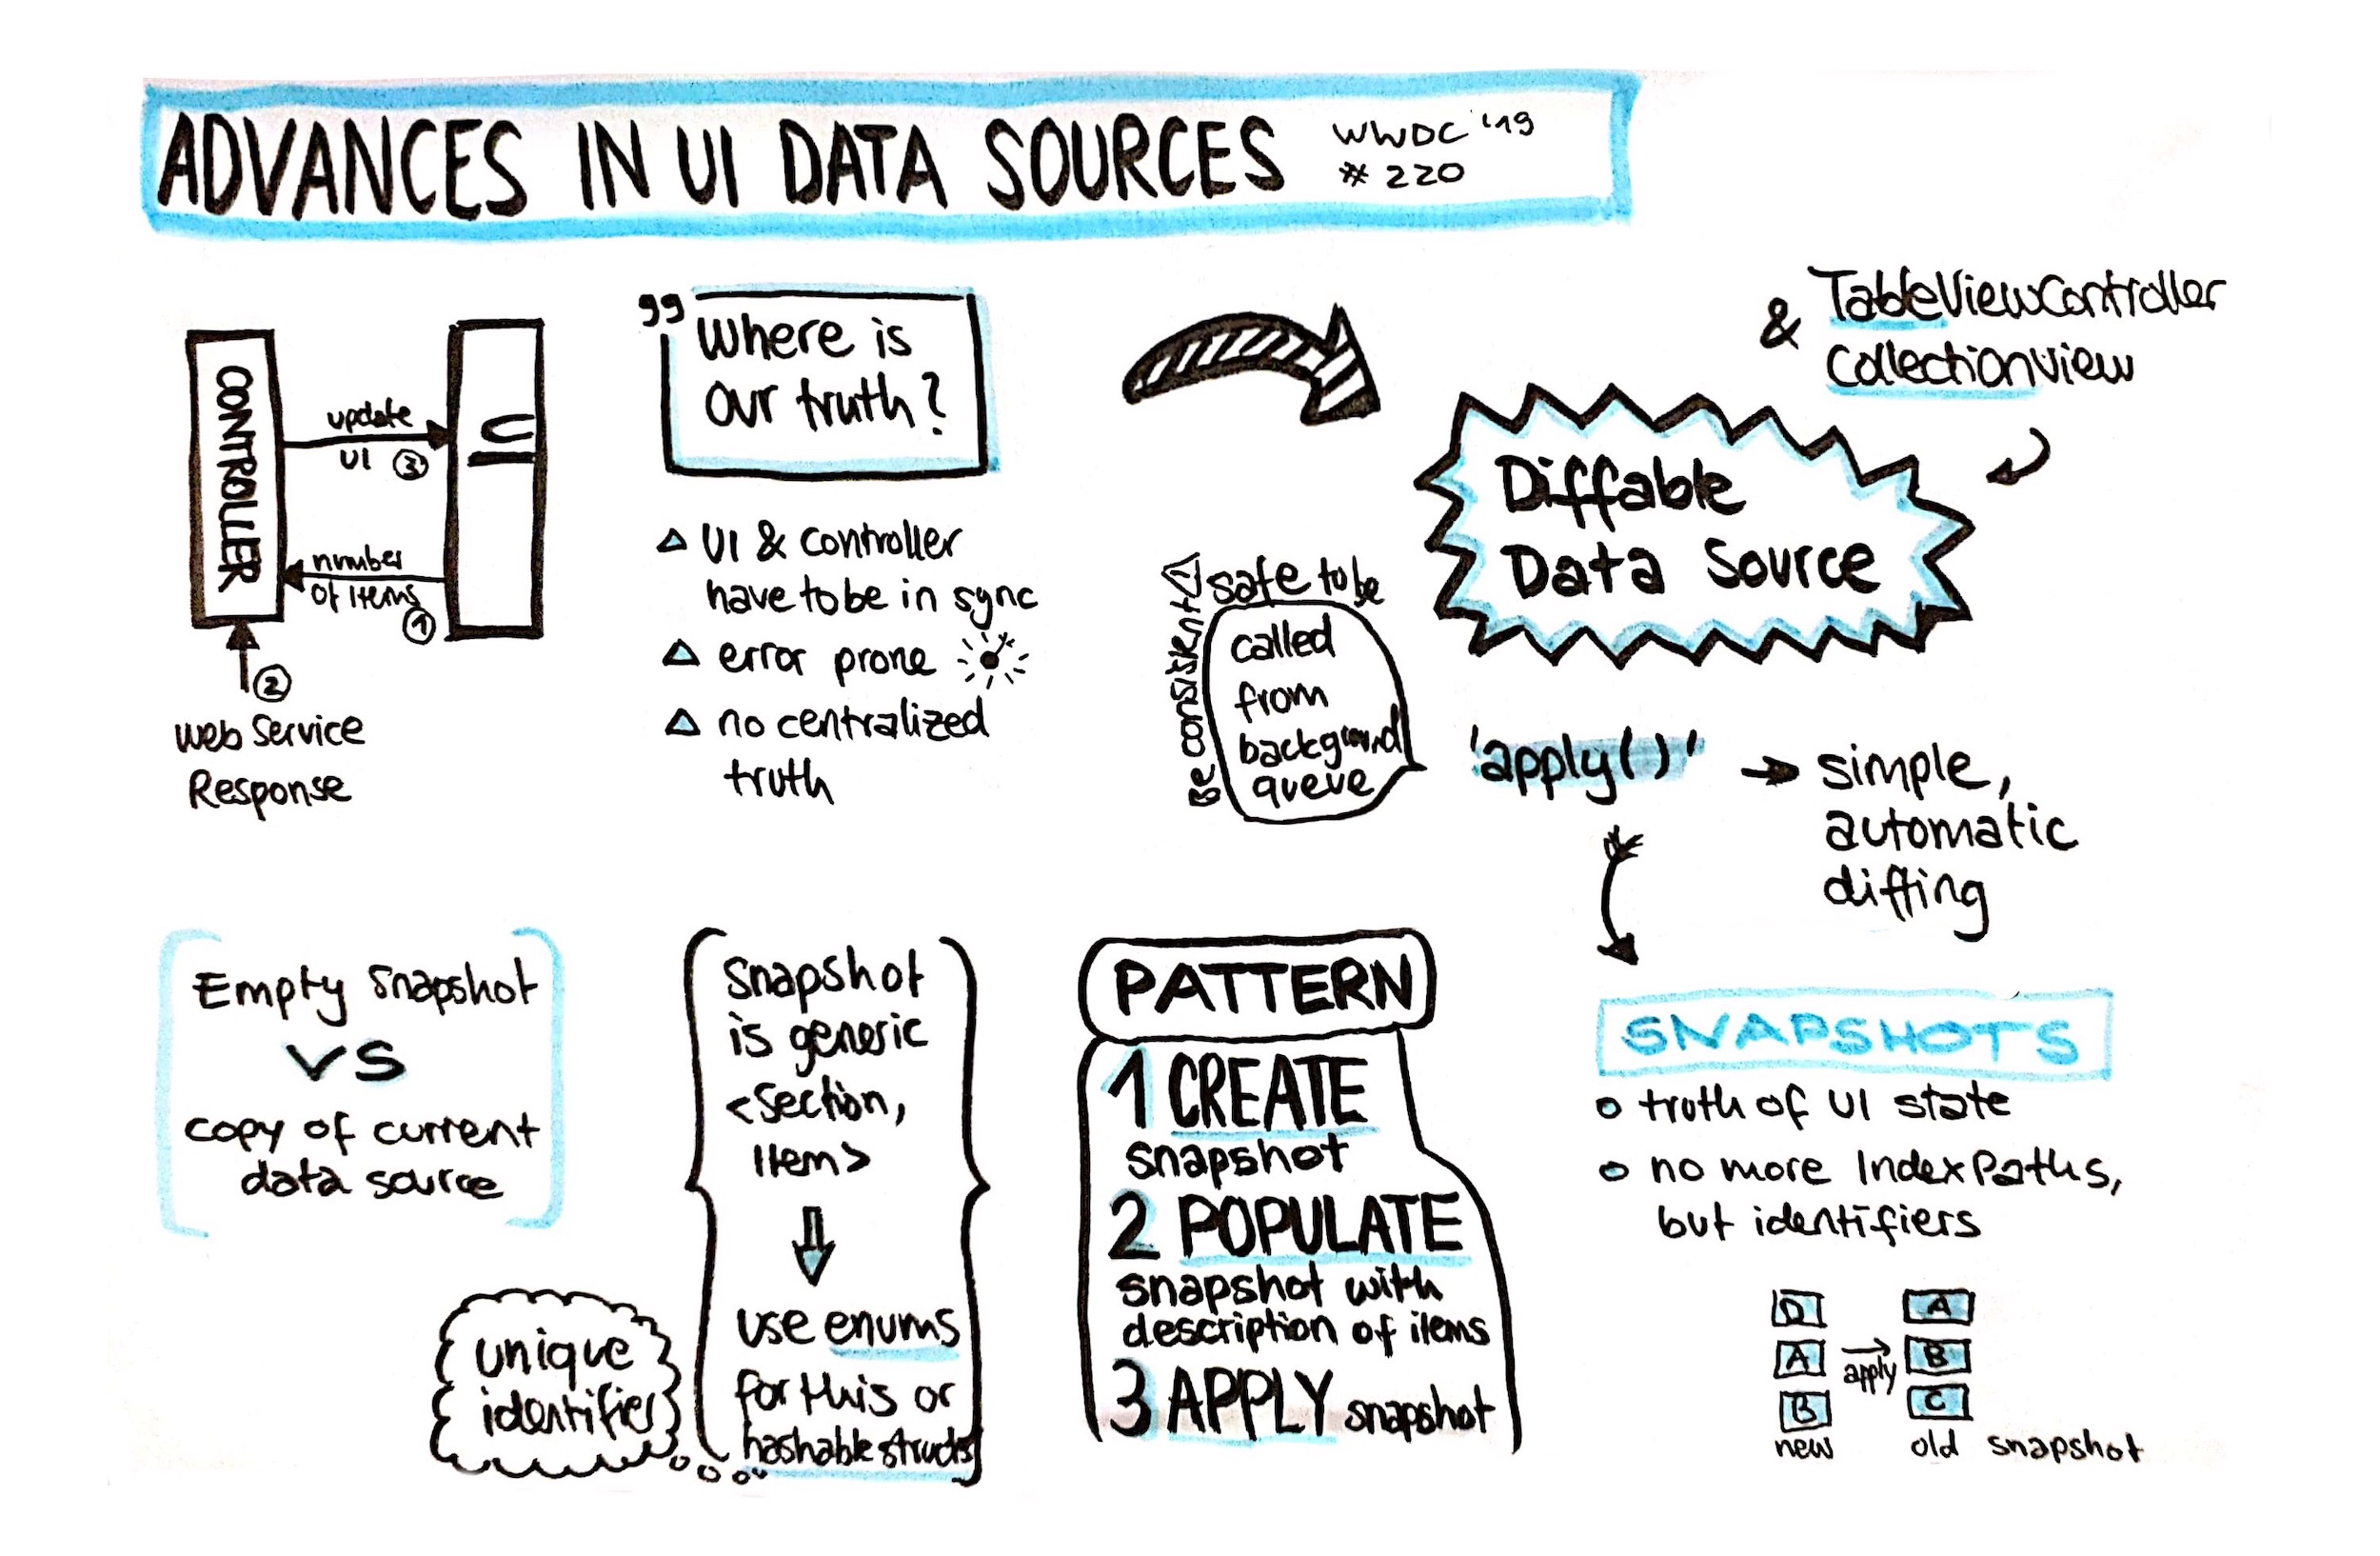 ADVANCES IN UI DATA SOURCES
WWDC '19
# 220
CONTROLLER
update
UI ③
UI
number
of items
①
②
Web Service
Response
"Where is
our truth?
UI & controller
have to be in sync
error prone
no centralized
truth
& TableViewController
CollectionView
Diffable
Data Source
Be consistent
! safe to be
called
from
background
queue
'apply()'
simple,
automatic
diffing
Empty snapshot
VS
copy of current
data source
snapshot
is generic
<section,
Item>
use enums
for this or
hashable structs
unique
identifier
PATTERN
1 CREATE
snapshot
2 POPULATE
snapshot with
description of items
3 APPLY snapshot
SNAPSHOTS
truth of UI state
no more IndexPaths,
but identifiers
D
A
B
new
apply
A
B
C
old snapshot